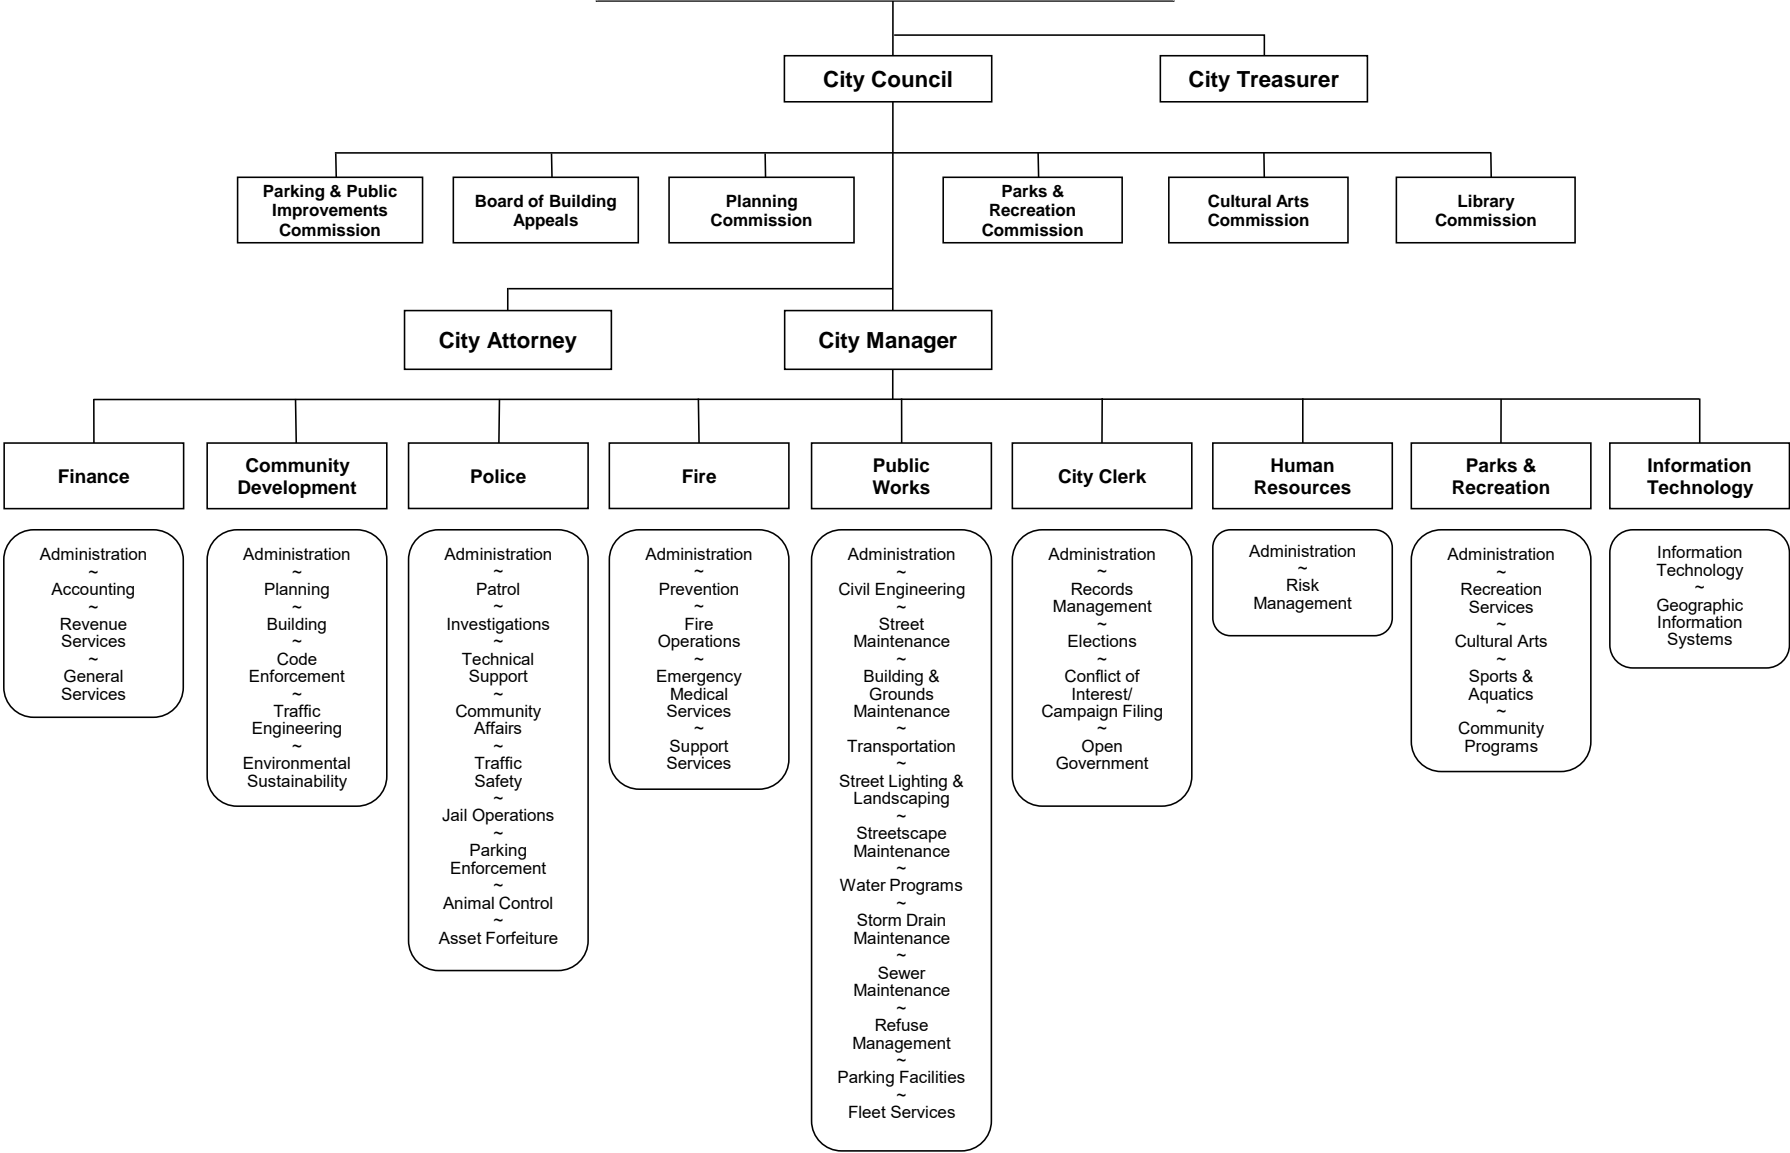 City Council
City Treasurer
Parking & Public
Improvements
Commission
Board of Building
Appeals
Planning
Commission
Parks &
Recreation
Commission
Cultural Arts
Commission
Library
Commission
City Attorney
City Manager
Finance
Community
Development
Police
Fire
Public
Works
City Clerk
Human
Resources
Parks &
Recreation
Information
Technology
Administration
~
Accounting
~
Revenue
Services
~
General
Services
Administration
~
Planning
~
Building
~
Code
Enforcement
~
Traffic
Engineering
~
Environmental
Sustainability
Administration
~
Patrol
~
Investigations
~
Technical
Support
~
Community
Affairs
~
Traffic
Safety
~
Jail Operations
~
Parking
Enforcement
~
Animal Control
~
Asset Forfeiture
Administration
~
Prevention
~
Fire
Operations
~
Emergency
Medical
Services
~
Support
Services
Administration
~
Civil Engineering
~
Street
Maintenance
~
Building &
Grounds
Maintenance
~
Transportation
~
Street Lighting &
Landscaping
~
Streetscape
Maintenance
~
Water Programs
~
Storm Drain
Maintenance
~
Sewer
Maintenance
~
Refuse
Management
~
Parking Facilities
~
Fleet Services
Administration
~
Records
Management
~
Elections
~
Conflict of
Interest/
Campaign Filing
~
Open
Government
Administration
~
Risk
Management
Administration
~
Recreation
Services
~
Cultural Arts
~
Sports &
Aquatics
~
Community
Programs
Information
Technology
~
Geographic
Information
Systems